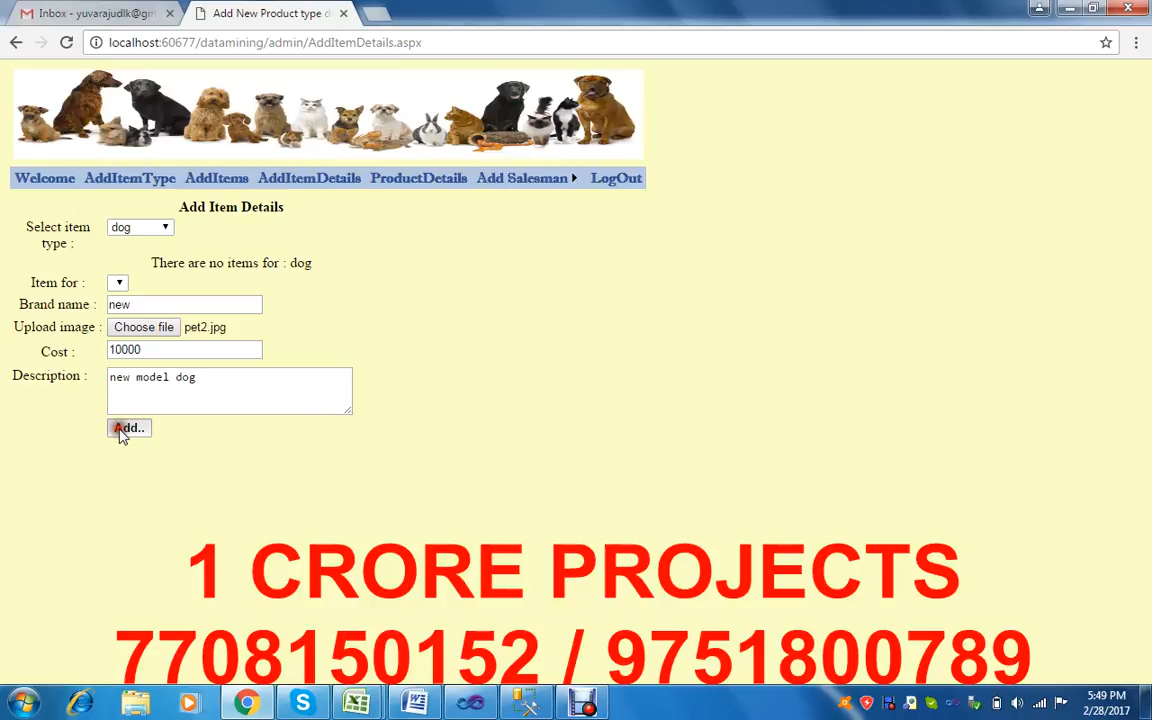 Inbox - yuvarajudlk@gm
Add New Product type d
localhost:60677/datamining/admin/AddItemDetails.aspx
Welcome AddItemType AddItems AddItemDetails ProductDetails Add Salesman LogOut
Add Item Details
Select item type :
dog
There are no items for : dog
Item for :
Brand name : new
Upload image : Choose file pet2.jpg
Cost : 10000
Description : new model dog
Add..
1 CRORE PROJECTS
7708150152 / 9751800789
5:49 PM
2/28/2017